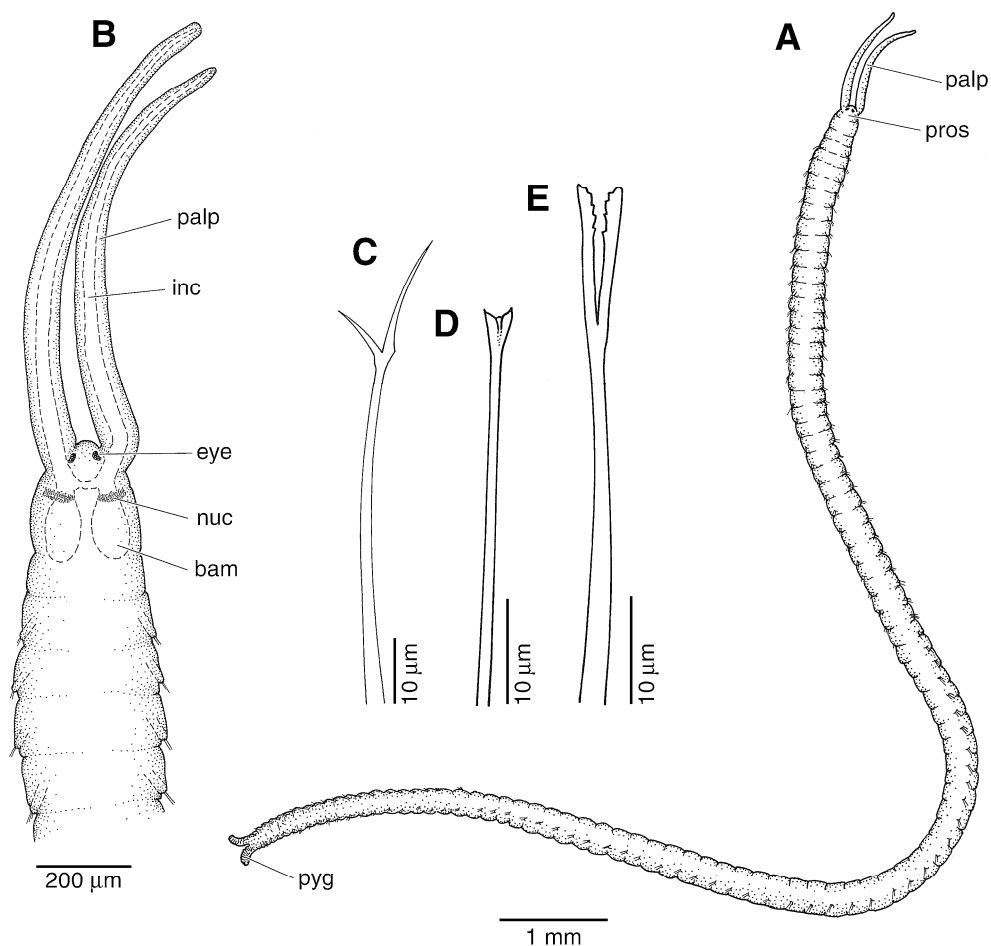 B
palp
inc
eye
nuc
bam
200 µm
C
D
E
10 µm
10 µm
10 µm
A
palp
pros
pyg
1 mm